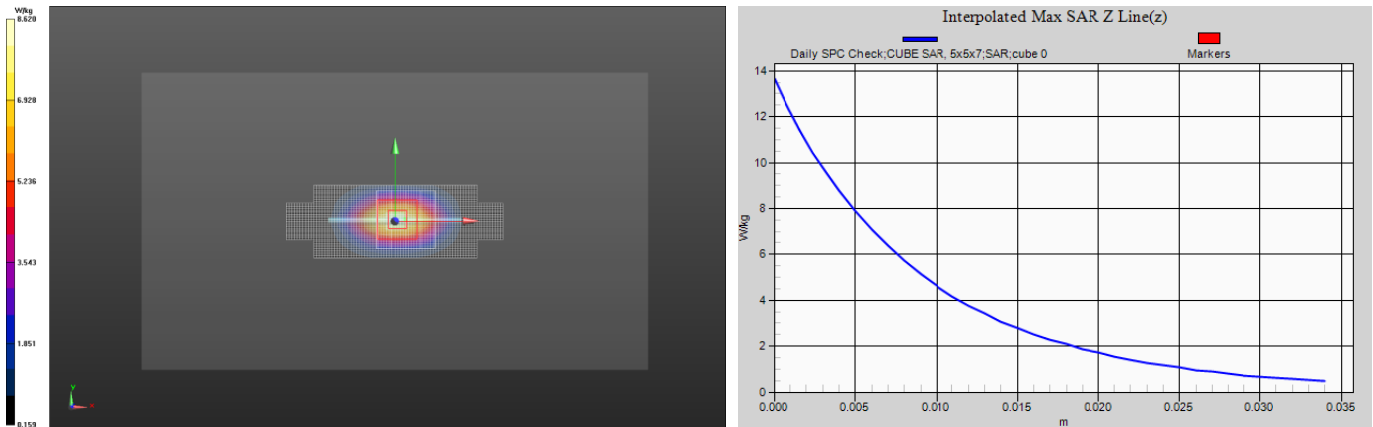 W/kg
8.620
6.928
5.236
3.543
1.851
0.159
Y
X
Interpolated Max SAR Z Line(z)
Daily SPC Check;CUBE SAR, 5x5x7;SAR;cube 0
Markers
W/kg
14
12
10
8
6
4
2
0
0.000 0.005 0.010 0.015 0.020 0.025 0.030 0.035
m